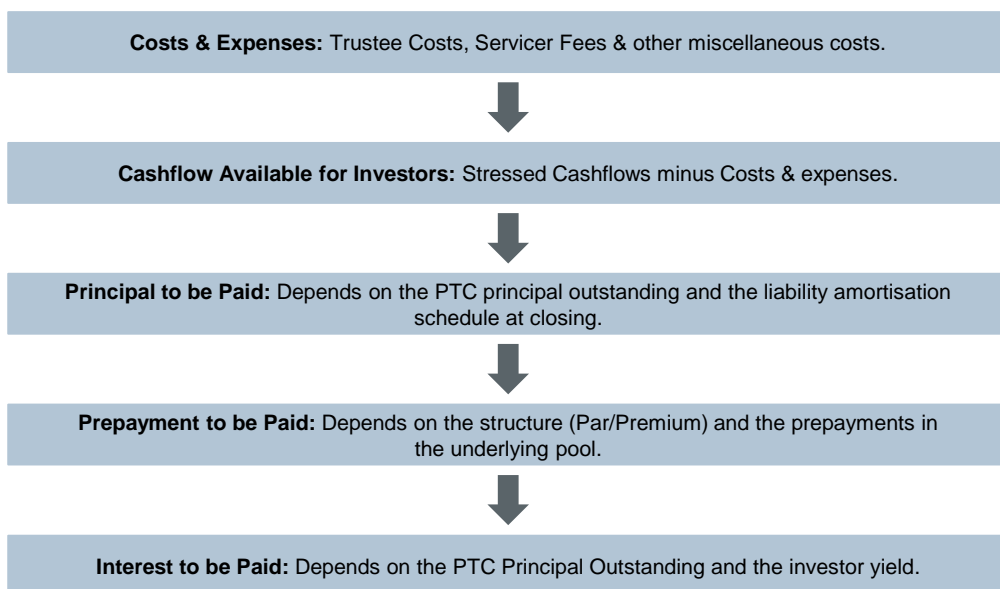 Costs & Expenses: Trustee Costs, Servicer Fees & other miscellaneous costs.
Cashflow Available for Investors: Stressed Cashflows minus Costs & expenses.
Principal to be Paid: Depends on the PTC principal outstanding and the liability amortisation
schedule at closing.
Prepayment to be Paid: Depends on the structure (Par/Premium) and the prepayments in
the underlying pool.
Interest to be Paid: Depends on the PTC Principal Outstanding and the investor yield.